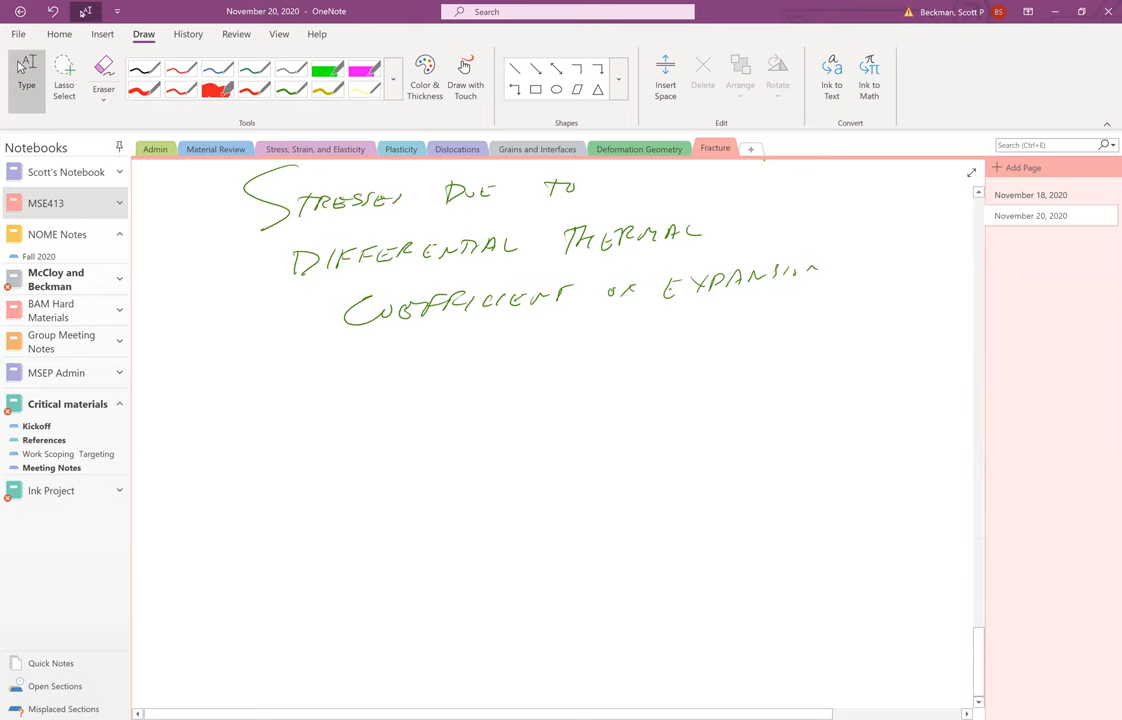 November 20, 2020 - OneNote
Search
Beckman, Scott P
BS
File Home Insert Draw History Review View Help
Type
Lasso Select
Eraser
Color & Thickness
Draw with Touch
Insert Space
Delete
Arrange
Rotate
Ink to Text
Ink to Math
Tools
Shapes
Edit
Convert
Notebooks
Admin Material Review Stress, Strain, and Elasticity Plasticity Dislocations Grains and Interfaces Deformation Geometry Fracture
Search (Ctrl+E)
Add Page
November 18, 2020
November 20, 2020
Scott's Notebook
MSE413
NOME Notes
Fall 2020
McCloy and
Beckman
BAM Hard
Materials
Group Meeting
Notes
MSEP Admin
Critical materials
Kickoff
References
Work Scoping Targeting
Meeting Notes
Ink Project
Quick Notes
Open Sections
Misplaced Sections
STRESSES DUE TO
DIFFERENTIAL THERMAL
COEFFICIENT OF EXPANSION